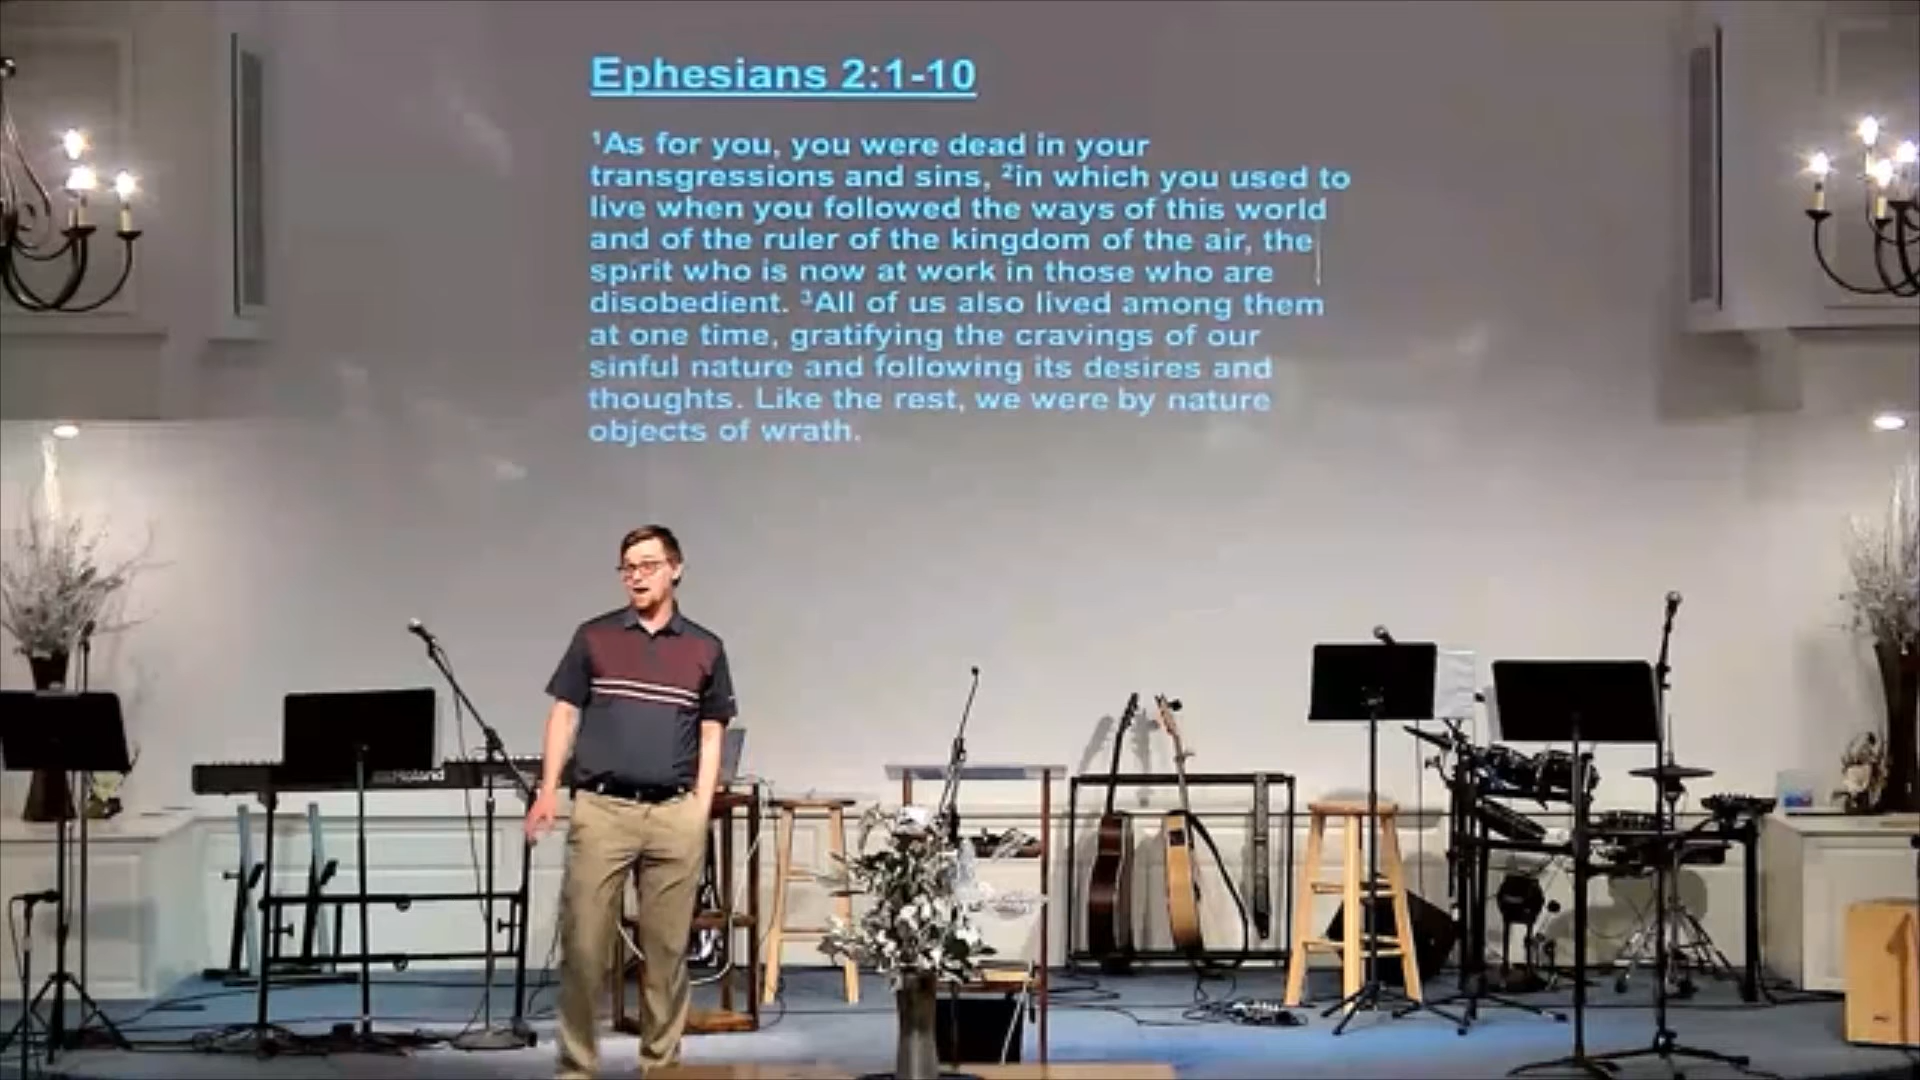 Ephesians 2:1-10
¹As for you, you were dead in your
transgressions and sins, ²in which you used to
live when you followed the ways of this world
and of the ruler of the kingdom of the air, the
spirit who is now at work in those who are
disobedient. ³All of us also lived among them
at one time, gratifying the cravings of our
sinful nature and following its desires and
thoughts. Like the rest, we were by nature
objects of wrath.
Roland